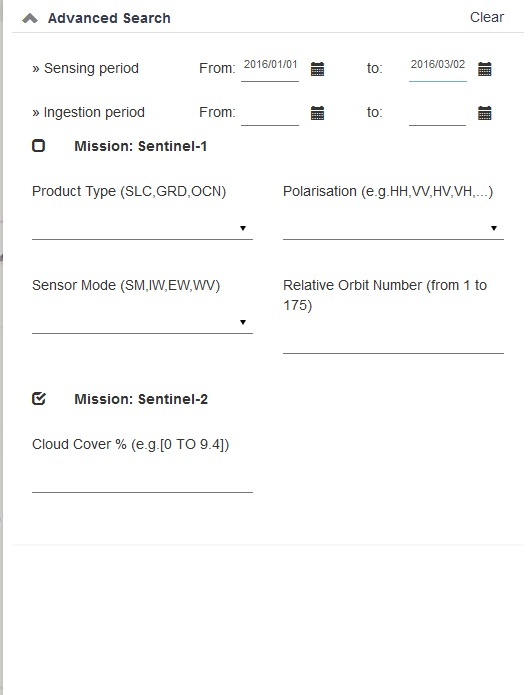 Advanced Search Clear
» Sensing period From: 2016/01/01 to: 2016/03/02
» Ingestion period From: to:
Mission: Sentinel-1
Product Type (SLC,GRD,OCN) Polarisation (e.g.HH,VV,HV,VH,...)
Sensor Mode (SM,IW,EW,WV) Relative Orbit Number (from 1 to
175)
Mission: Sentinel-2
Cloud Cover % (e.g.[0 TO 9.4])